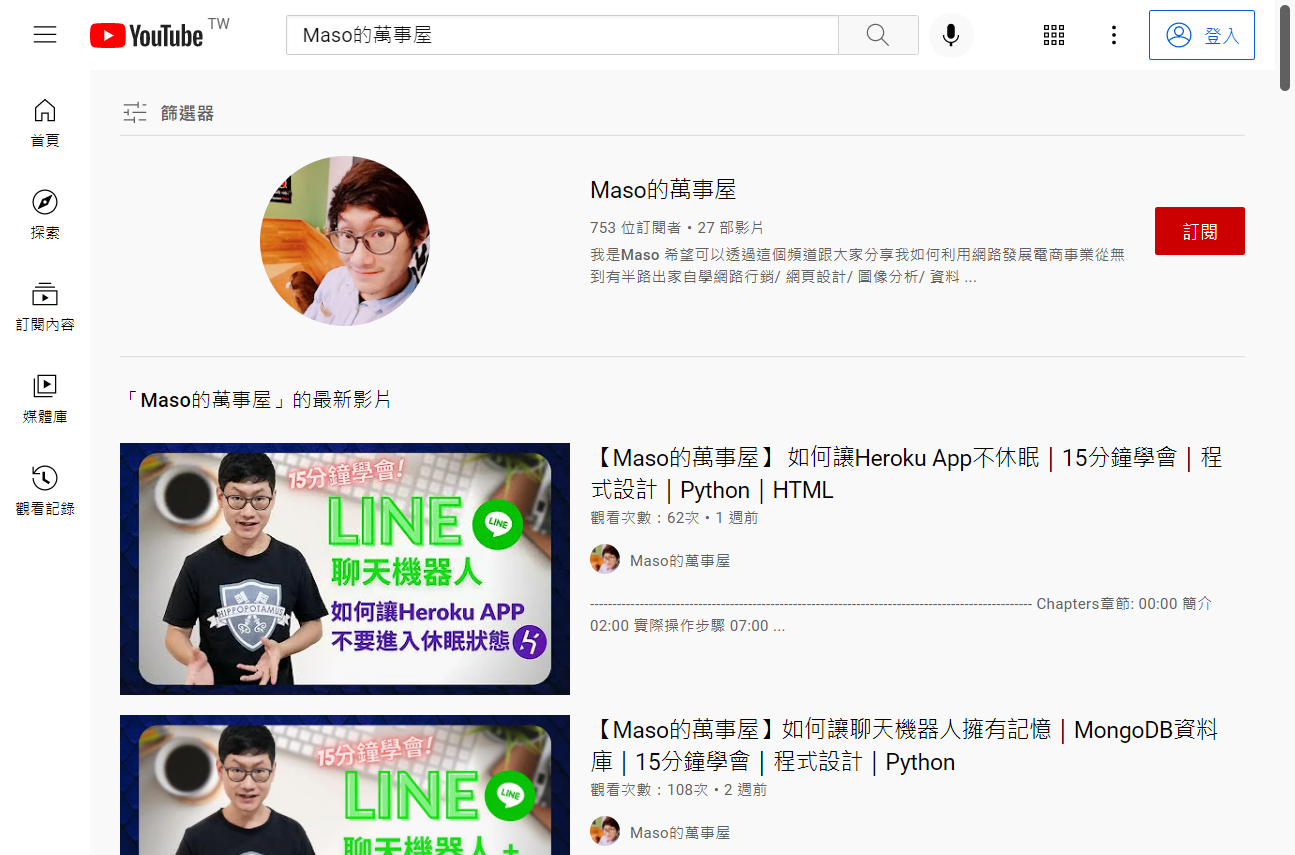 YouTube TW
Maso的萬事屋
登入
首頁
探索
訂閱內容
媒體庫
觀看記錄
篩選器
Maso的萬事屋
753 位訂閱者 • 27 部影片
我是Maso 希望可以透過這個頻道跟大家分享我如何利用網路發展電商事業從無
到有半路出家自學網路行銷/ 網頁設計/ 圖像分析/ 資料 ...
訂閱
「Maso的萬事屋」的最新影片
15分鐘學會!
LINE
LINE
聊天機器人
如何讓Heroku APP
不要進入休眠狀態
HIPPOPOTAMUS
【Maso的萬事屋】 如何讓Heroku App不休眠｜15分鐘學會｜程
式設計｜Python｜HTML
觀看次數：62次 • 1 週前
Maso的萬事屋
-------------------------------------------------------------------------------- Chapters章節: 00:00 簡介
02:00 實際操作步驟 07:00 ...
15分鐘學會!
LINE
LINE
聊天機器人 +
【Maso的萬事屋】如何讓聊天機器人擁有記憶｜MongoDB資料
庫｜15分鐘學會｜程式設計｜Python
觀看次數：108次 • 2 週前
Maso的萬事屋